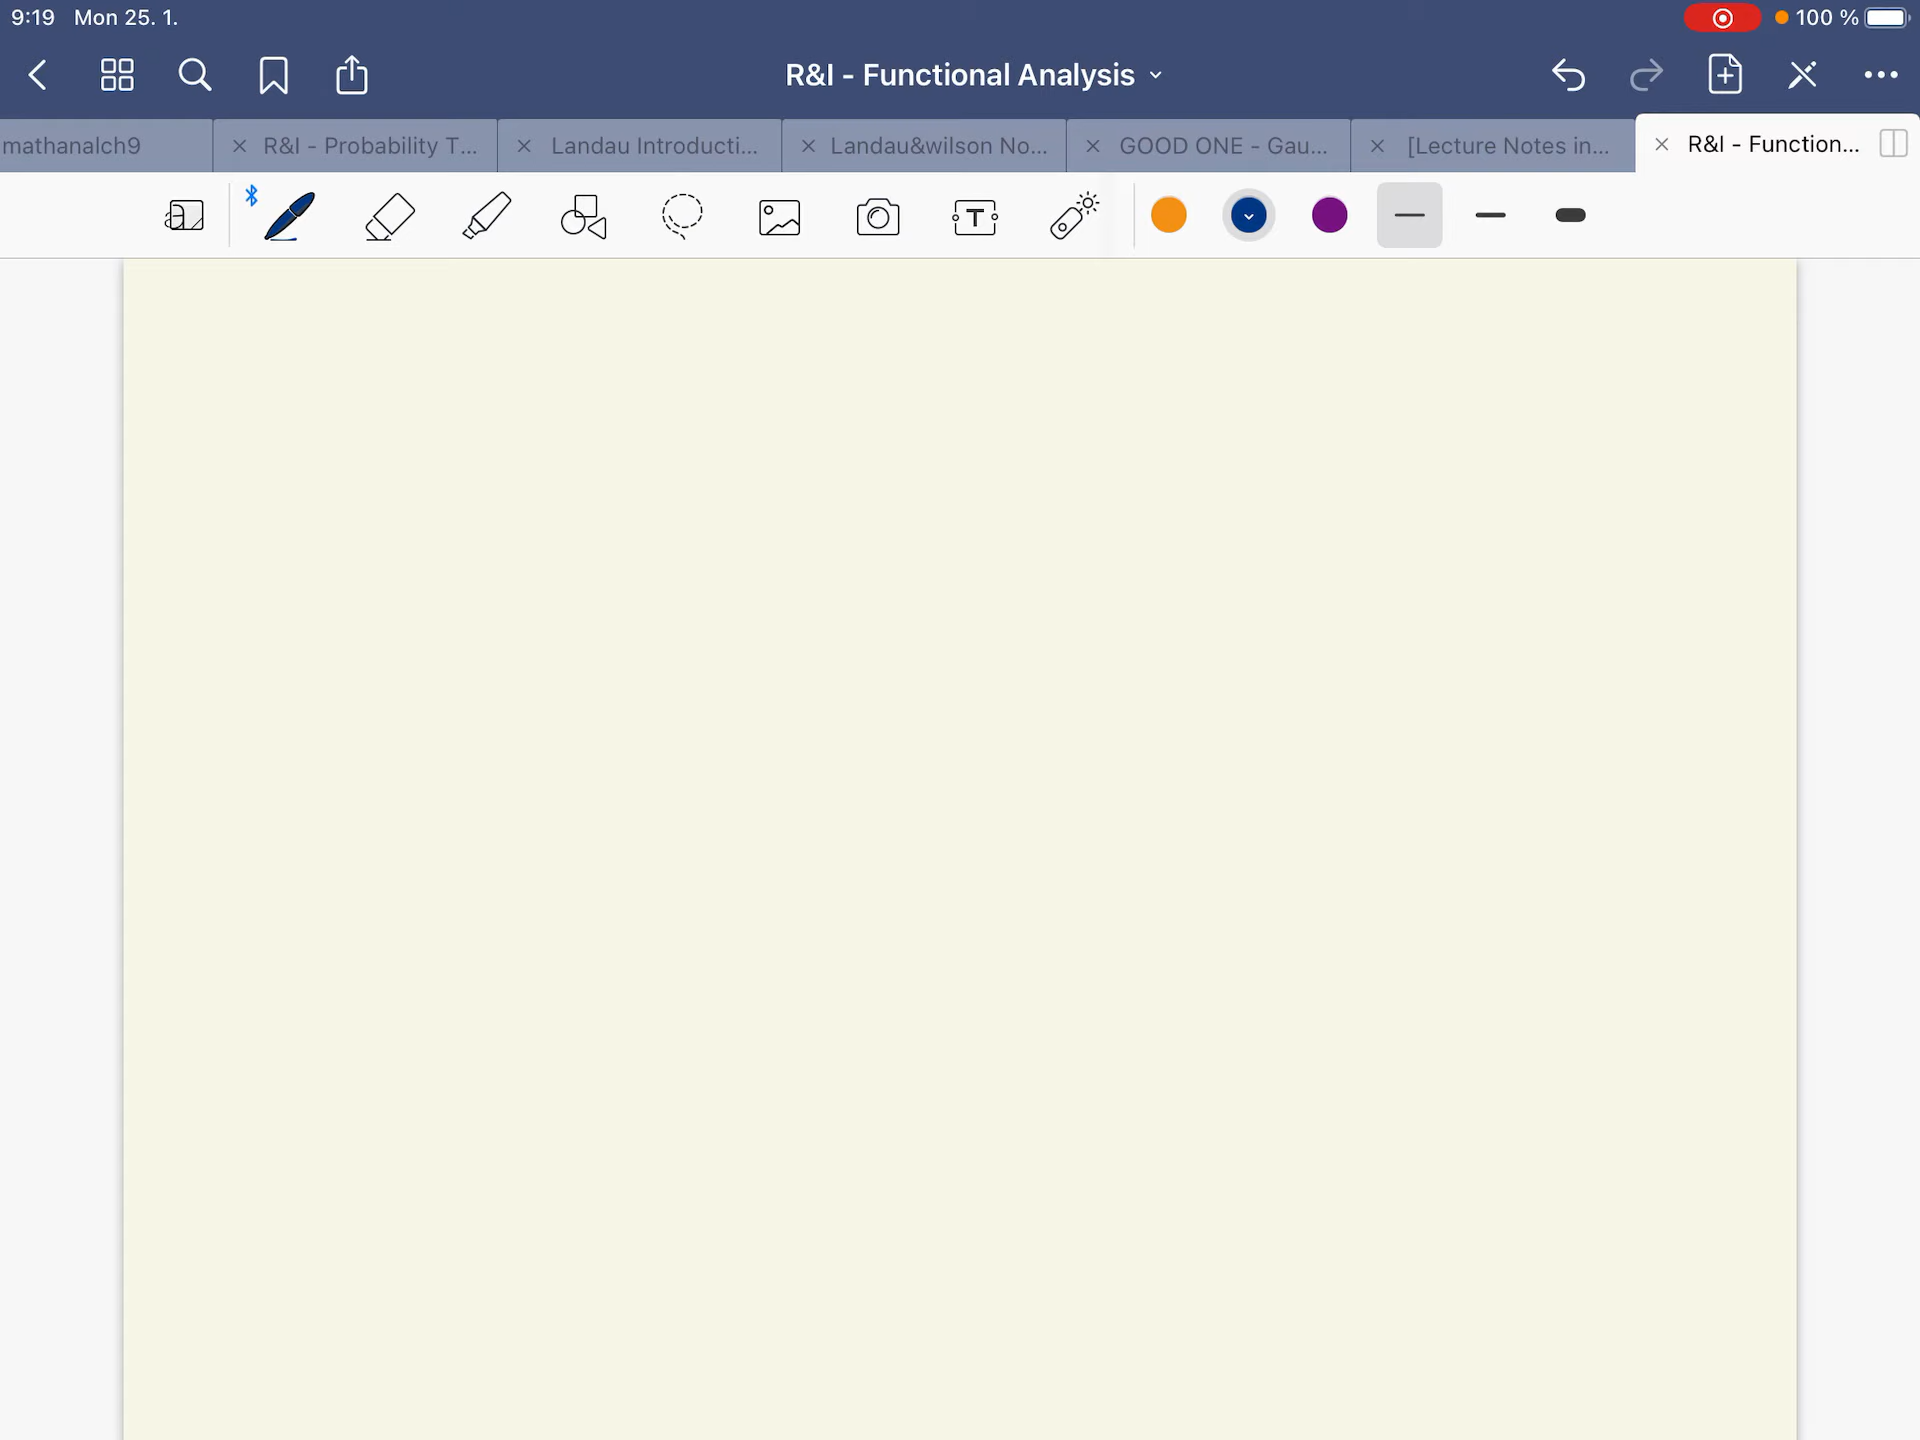 9:19 Mon 25. 1. 100 %
R&I - Functional Analysis
mathanalch9 R&I - Probability T... Landau Introducti... Landau&wilson No... GOOD ONE - Gau... [Lecture Notes in... R&I - Function...